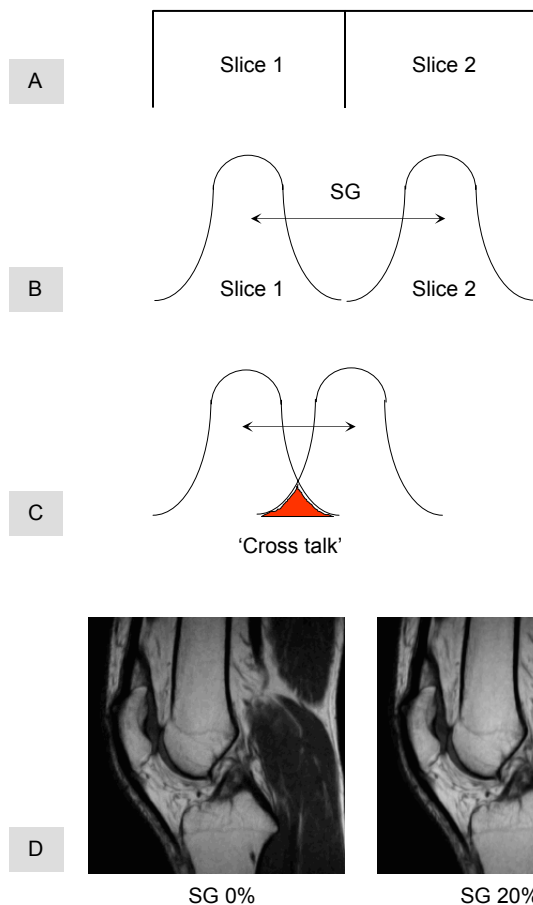 A
Slice 1 Slice 2
SG
B
Slice 1 Slice 2
C
‘Cross talk’
D
SG 0% SG 20%